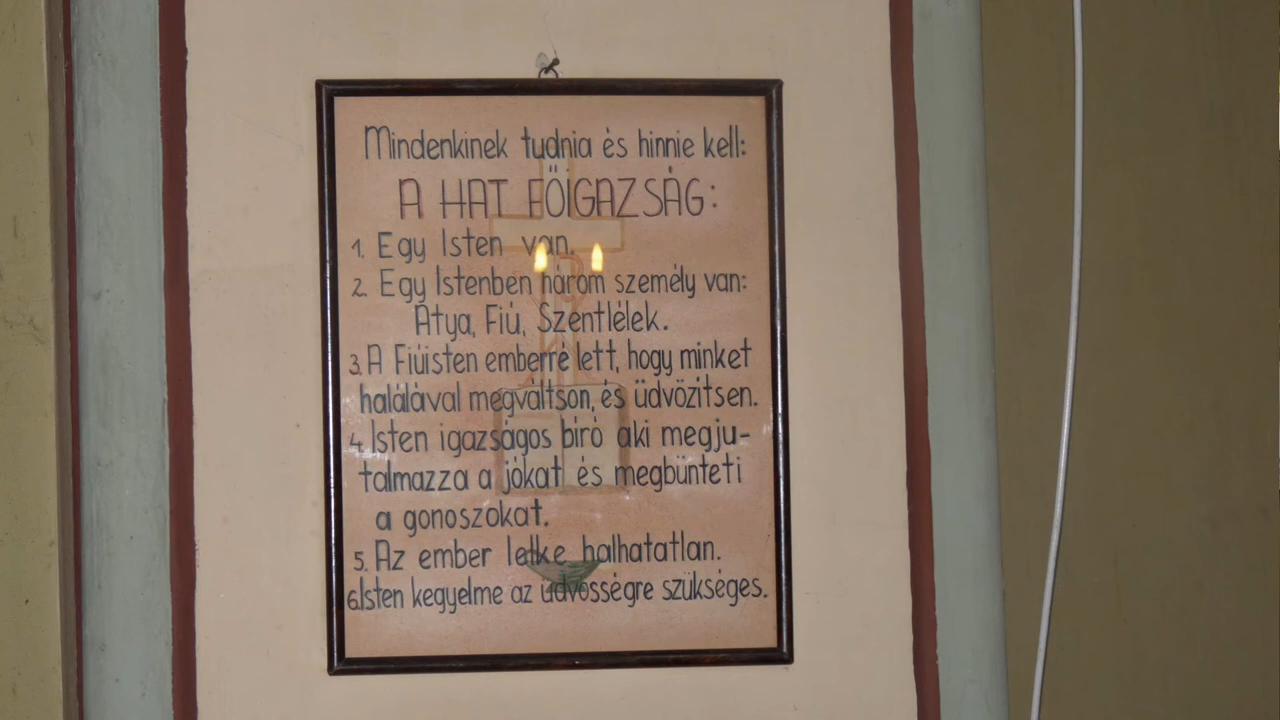 Mindenkinek tudnia és hinnie kell:
A HAT FŐIGAZSÁG:
1. Egy Isten van.
2. Egy Istenben három személy van:
Atya, Fiú, Szentlélek.
3. A Fiúisten emberré lett, hogy minket
halálával megváltson, és üdvözitsen.
4. Isten igazságos biró aki megju-
talmazza a jókat és megbünteti
a gonoszokat.
5. Az ember lelke halhatatlan.
6. Isten kegyelme az üdvösségre szükséges.